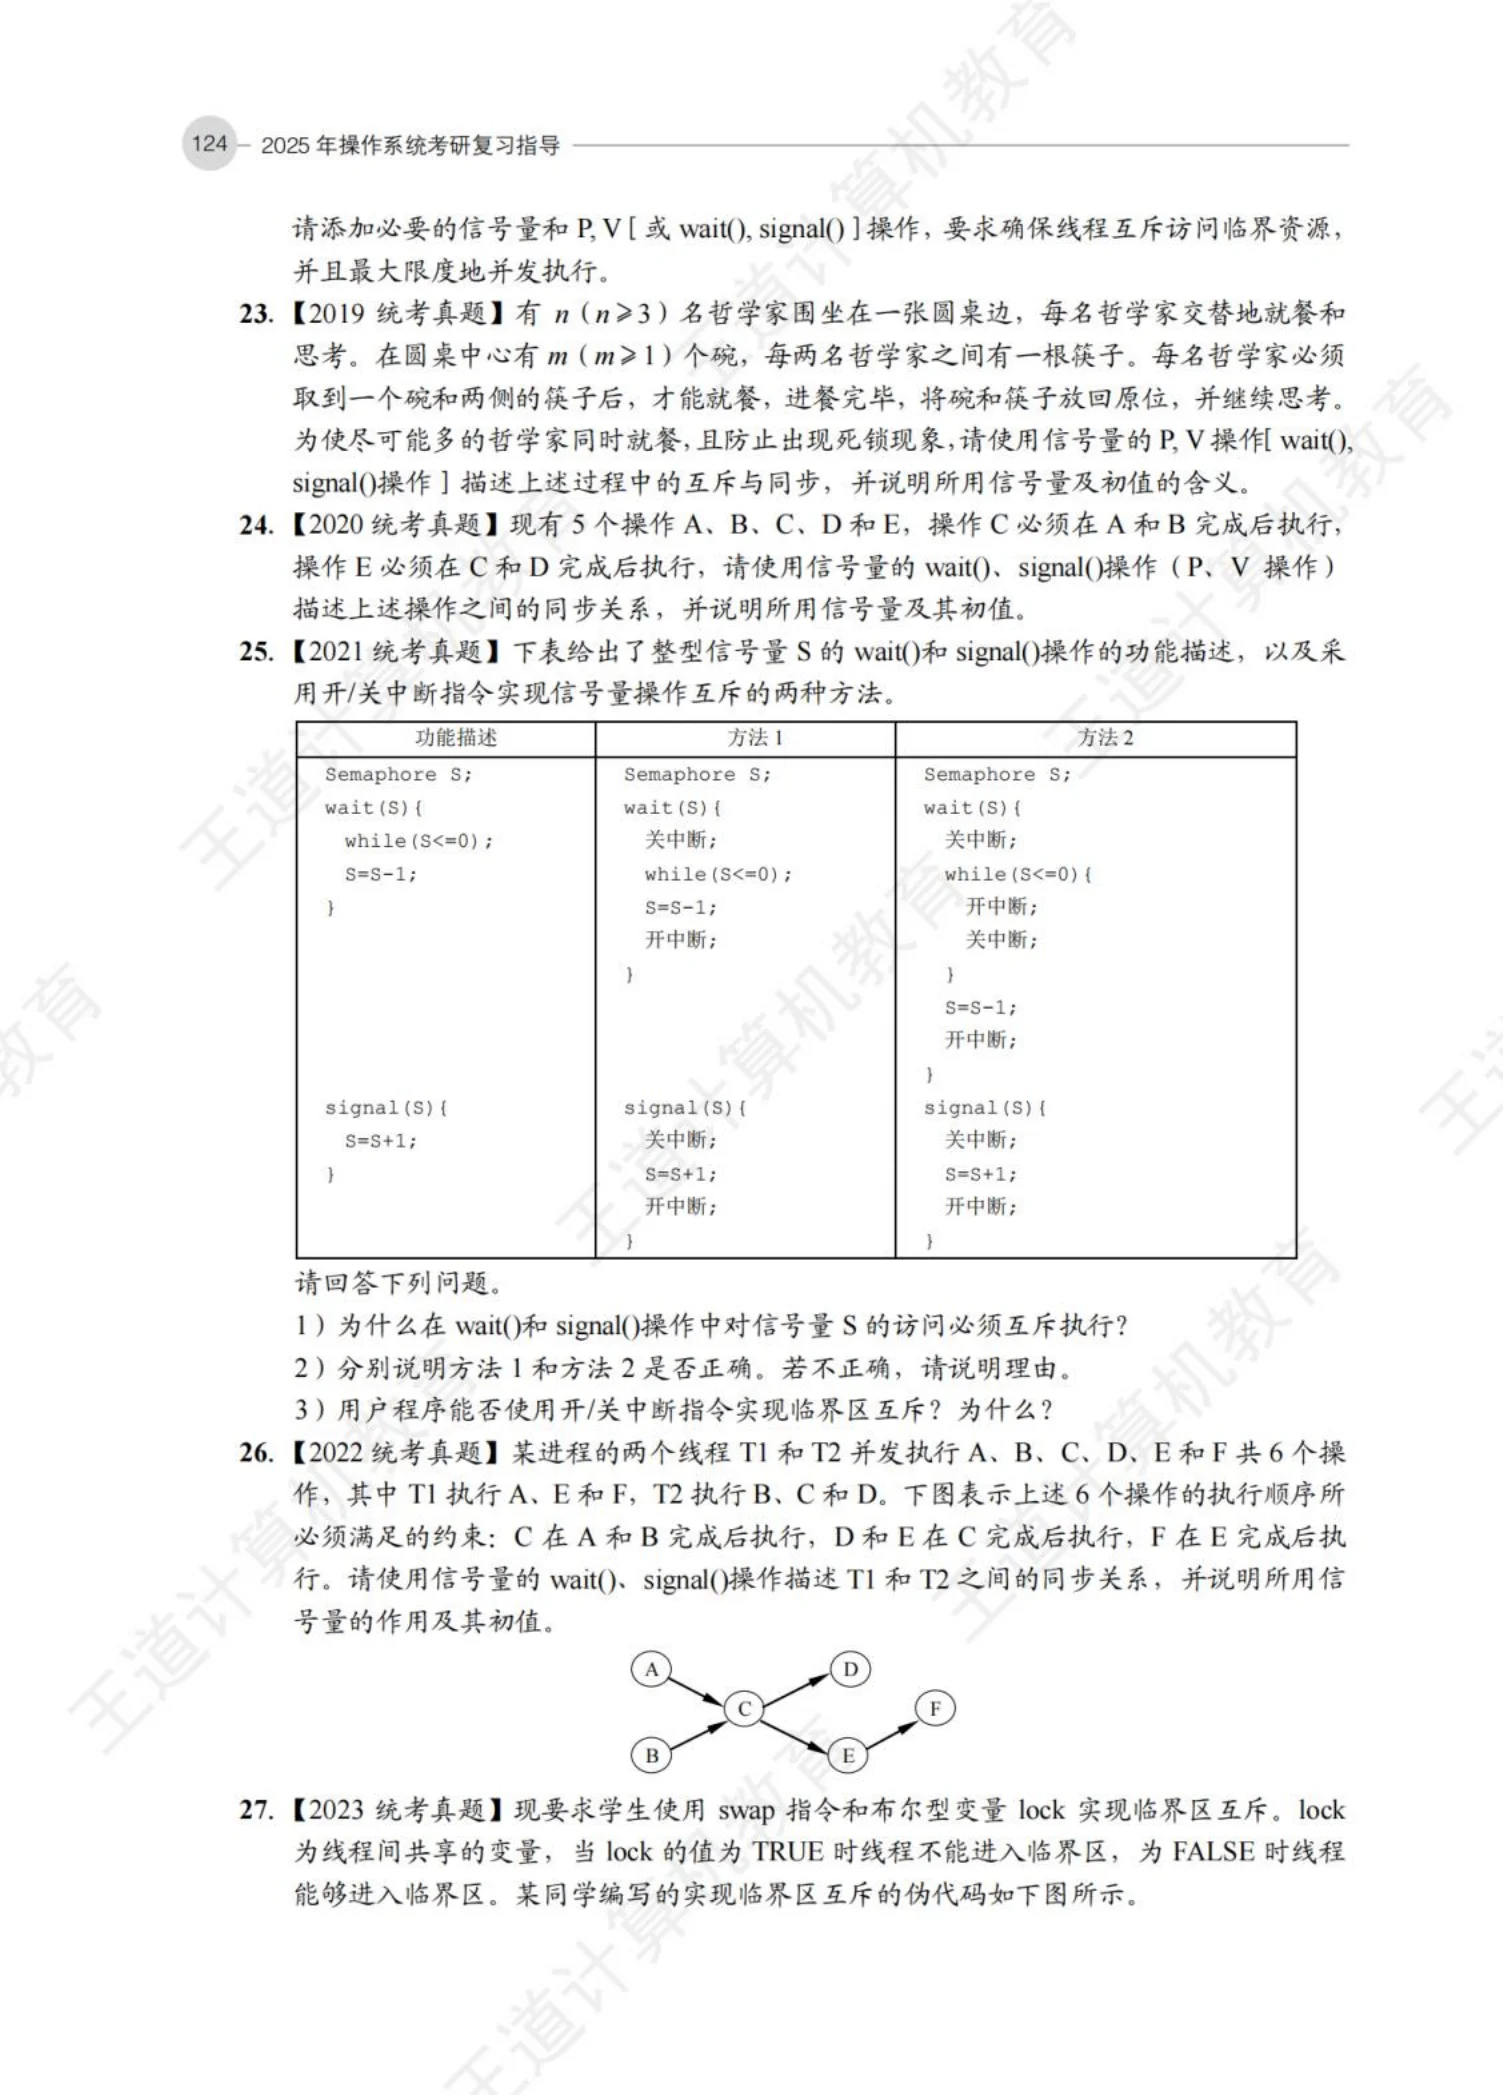 124 2025 年操作系统考研复习指导
请添加必要的信号量和 P, V [ 或 wait(), signal() ] 操作，要求确保线程互斥访问临界资源，
并且最大限度地并发执行。
23. 【2019 统考真题】有 n（n≥3）名哲学家围坐在一张圆桌边，每名哲学家交替地就餐和
思考。在圆桌中心有 m（m≥1）个碗，每两名哲学家之间有一根筷子。每名哲学家必须
取到一个碗和两侧的筷子后，才能就餐，进餐完毕，将碗和筷子放回原位，并继续思考。
为使尽可能多的哲学家同时就餐，且防止出现死锁现象，请使用信号量的 P, V 操作[ wait(),
signal()操作 ] 描述上述过程中的互斥与同步，并说明所用信号量及初值的含义。
24. 【2020 统考真题】现有 5 个操作 A、B、C、D 和 E，操作 C 必须在 A 和 B 完成后执行，
操作 E 必须在 C 和 D 完成后执行，请使用信号量的 wait()、signal()操作（P、V 操作）
描述上述操作之间的同步关系，并说明所用信号量及其初值。
25. 【2021 统考真题】下表给出了整型信号量 S 的 wait()和 signal()操作的功能描述，以及采
用开/关中断指令实现信号量操作互斥的两种方法。
功能描述 方法 1 方法 2
Semaphore S; Semaphore S; Semaphore S;
wait(S){ wait(S){ wait(S){
while(S<=0); 关中断; 关中断;
S=S-1; while(S<=0); while(S<=0){
} S=S-1; 开中断;
开中断; 关中断;
} }
S=S-1;
开中断;
}
signal(S){ signal(S){ signal(S){
S=S+1; 关中断; 关中断;
} S=S+1; S=S+1;
开中断; 开中断;
} }
请回答下列问题。
1）为什么在 wait()和 signal()操作中对信号量 S 的访问必须互斥执行？
2）分别说明方法 1 和方法 2 是否正确。若不正确，请说明理由。
3）用户程序能否使用开/关中断指令实现临界区互斥？为什么？
26. 【2022 统考真题】某进程的两个线程 T1 和 T2 并发执行 A、B、C、D、E 和 F 共 6 个操
作，其中 T1 执行 A、E 和 F，T2 执行 B、C 和 D。下图表示上述 6 个操作的执行顺序所
必须满足的约束：C 在 A 和 B 完成后执行，D 和 E 在 C 完成后执行，F 在 E 完成后执
行。请使用信号量的 wait()、signal()操作描述 T1 和 T2 之间的同步关系，并说明所用信
号量的作用及其初值。
A D
C F
B E
27. 【2023 统考真题】现要求学生使用 swap 指令和布尔型变量 lock 实现临界区互斥。lock
为线程间共享的变量，当 lock 的值为 TRUE 时线程不能进入临界区，为 FALSE 时线程
能够进入临界区。某同学编写的实现临界区互斥的伪代码如下图所示。
王道计算机教育